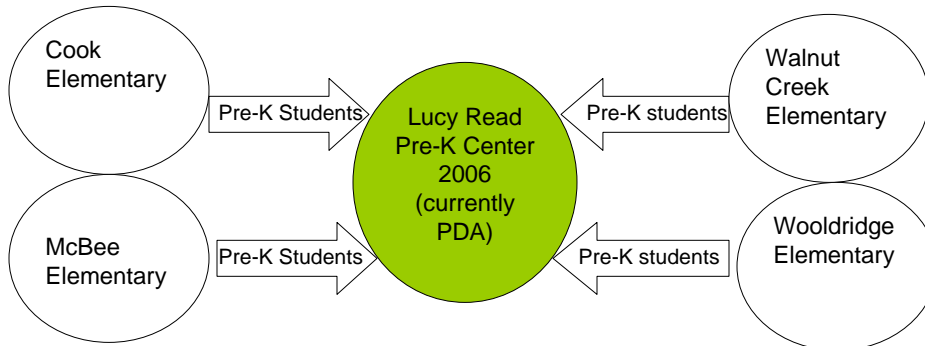 Cook
Elementary
Pre-K Students
McBee
Elementary
Pre-K Students
Lucy Read
Pre-K Center
2006
(currently
PDA)
Walnut
Creek
Elementary
Pre-K students
Wooldridge
Elementary
Pre-K students